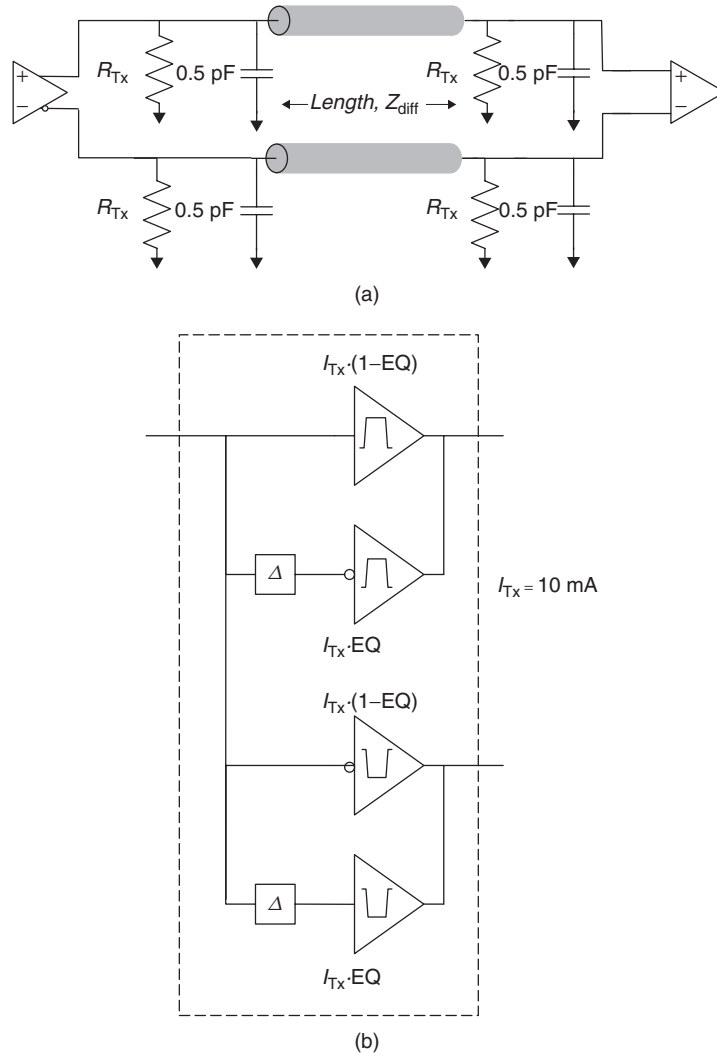 +
−
R_Tx 0.5 pF
Length, Z_diff
R_Tx 0.5 pF
+
−
R_Tx 0.5 pF
R_Tx 0.5 pF
(a)
I_Tx·(1–EQ)
Δ
I_Tx·EQ
I_Tx = 10 mA
I_Tx·(1–EQ)
Δ
I_Tx·EQ
(b)